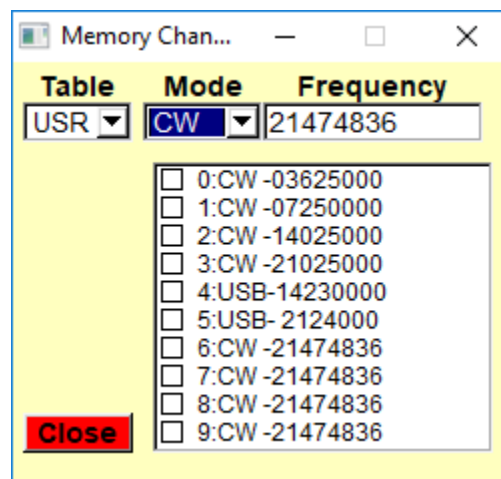 Memory Chan...
Table Mode Frequency
USR CW 21474836
0:CW -03625000
1:CW -07250000
2:CW -14025000
3:CW -21025000
4:USB-14230000
5:USB- 2124000
6:CW -21474836
7:CW -21474836
8:CW -21474836
9:CW -21474836
Close